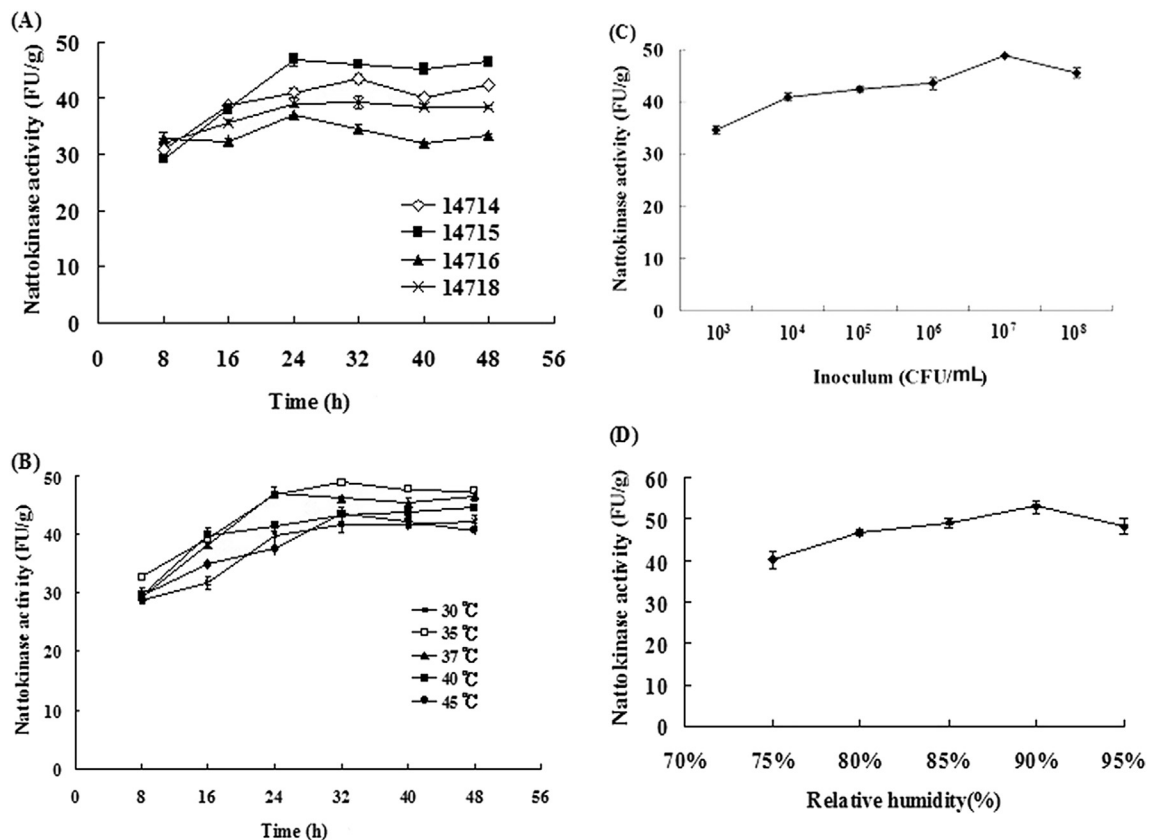 (A)
Nattokinase activity (FU/g)
50
40
30
20
10
0
14714
14715
14716
14718
0 8 16 24 32 40 48 56
Time (h)
(B)
Nattokinase activity (FU/g)
50
40
30
20
10
0
30 ℃
35 ℃
37 ℃
40 ℃
45 ℃
0 8 16 24 32 40 48 56
Time (h)
(C)
Nattokinase activity (FU/g)
50
40
30
20
10
0
10³ 10⁴ 10⁵ 10⁶ 10⁷ 10⁸
Inoculum (CFU/mL)
(D)
Nattokinase activity (FU/g)
60
50
40
30
20
10
0
70% 75% 80% 85% 90% 95%
Relative humidity(%)